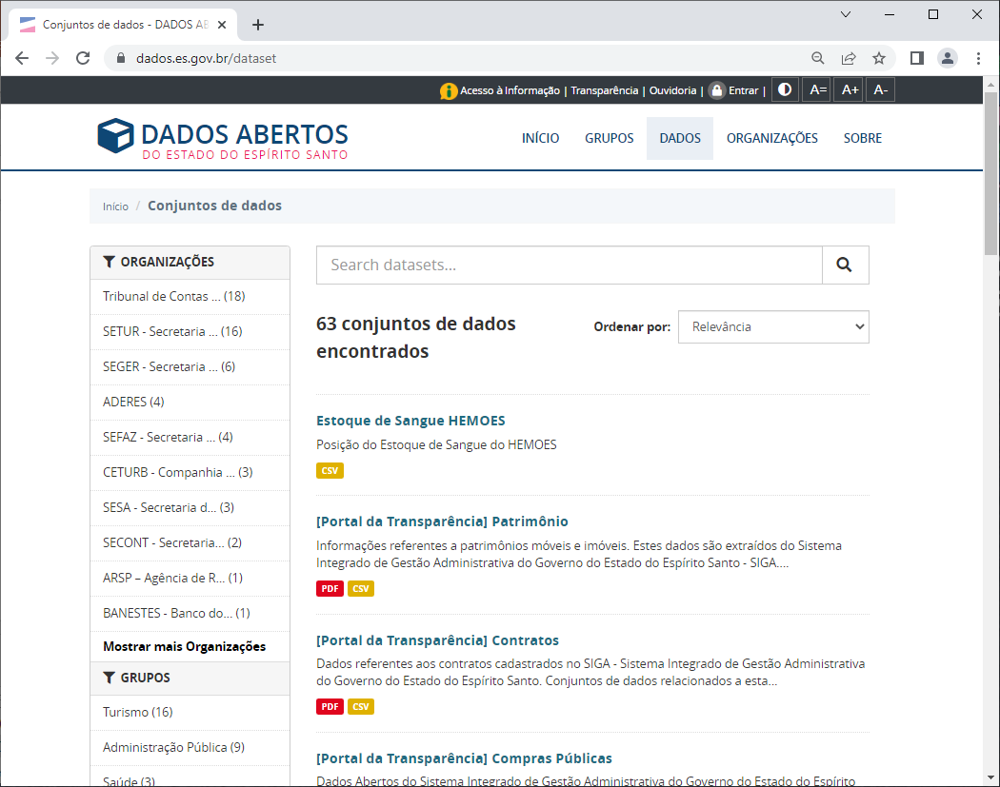 Conjuntos de dados - DADOS AB
dados.es.gov.br/dataset
Acesso à Informação | Transparência | Ouvidoria | Entrar | A= A+ A-
DADOS ABERTOS
DO ESTADO DO ESPÍRITO SANTO
INÍCIO GRUPOS DADOS ORGANIZAÇÕES SOBRE
Início / Conjuntos de dados
ORGANIZAÇÕES
Tribunal de Contas ... (18)
SETUR - Secretaria ... (16)
SEGER - Secretaria ... (6)
ADERES (4)
SEFAZ - Secretaria ... (4)
CETURB - Companhia ... (3)
SESA - Secretaria d... (3)
SECONT - Secretaria... (2)
ARSP – Agência de R... (1)
BANESTES - Banco do... (1)
Mostrar mais Organizações
GRUPOS
Turismo (16)
Administração Pública (9)
Saúde (3)
Search datasets...
63 conjuntos de dados
encontrados
Ordenar por: Relevância
Estoque de Sangue HEMOES
Posição do Estoque de Sangue do HEMOES
CSV
[Portal da Transparência] Patrimônio
Informações referentes a patrimônios móveis e imóveis. Estes dados são extraídos do Sistema
Integrado de Gestão Administrativa do Governo do Estado do Espírito Santo - SIGA....
PDF CSV
[Portal da Transparência] Contratos
Dados referentes aos contratos cadastrados no SIGA - Sistema Integrado de Gestão Administrativa
do Governo do Estado do Espírito Santo. Conjuntos de dados relacionados a esta...
PDF CSV
[Portal da Transparência] Compras Públicas
Dados Abertos do Sistema Integrado de Gestão Administrativa do Governo do Estado do Espírito